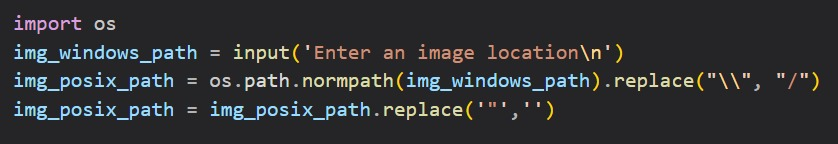 import os
img_windows_path = input('Enter an image location\n')
img_posix_path = os.path.normpath(img_windows_path).replace("\\", "/")
img_posix_path = img_posix_path.replace('"','')